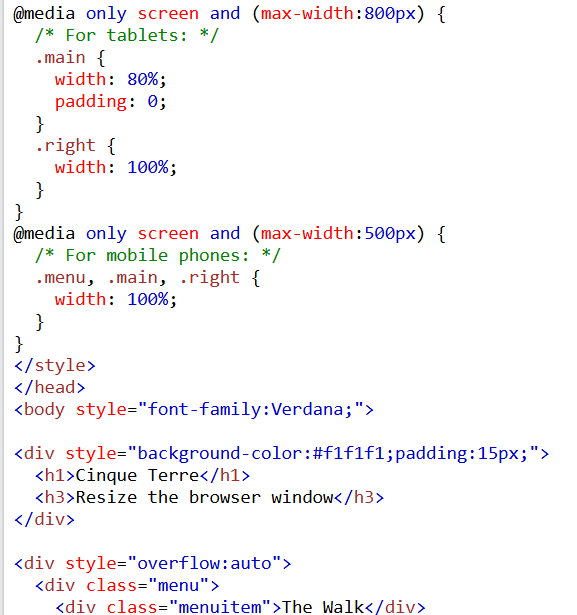 @media only screen and (max-width:800px) {
  /* For tablets: */
  .main {
    width: 80%;
    padding: 0;
  }
  .right {
    width: 100%;
  }
}
@media only screen and (max-width:500px) {
  /* For mobile phones: */
  .menu, .main, .right {
    width: 100%;
  }
}
</style>
</head>
<body style="font-family:Verdana;">

<div style="background-color:#f1f1f1;padding:15px;">
  <h1>Cinque Terre</h1>
  <h3>Resize the browser window</h3>
</div>

<div style="overflow:auto">
  <div class="menu">
    <div class="menuitem">The Walk</div>